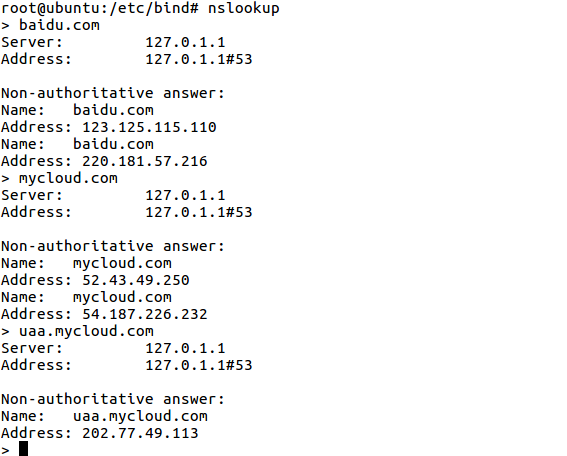 root@ubuntu:/etc/bind# nslookup
> baidu.com
Server:         127.0.1.1
Address:        127.0.1.1#53

Non-authoritative answer:
Name:   baidu.com
Address: 123.125.115.110
Name:   baidu.com
Address: 220.181.57.216
> mycloud.com
Server:         127.0.1.1
Address:        127.0.1.1#53

Non-authoritative answer:
Name:   mycloud.com
Address: 52.43.49.250
Name:   mycloud.com
Address: 54.187.226.232
> uaa.mycloud.com
Server:         127.0.1.1
Address:        127.0.1.1#53

Non-authoritative answer:
Name:   uaa.mycloud.com
Address: 202.77.49.113
>